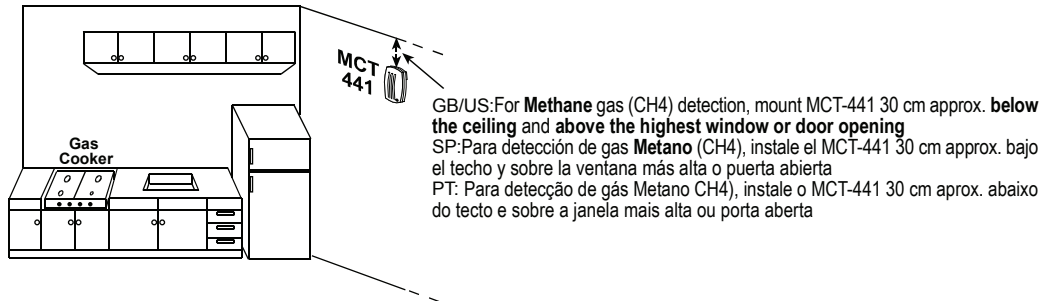 MCT
441
Gas
Cooker
GB/US:For Methane gas (CH4) detection, mount MCT-441 30 cm approx. below
the ceiling and above the highest window or door opening
SP:Para detección de gas Metano (CH4), instale el MCT-441 30 cm approx. bajo
el techo y sobre la ventana más alta o puerta abierta
PT: Para detecção de gás Metano CH4), instale o MCT-441 30 cm aprox. abaixo
do tecto e sobre a janela mais alta ou porta aberta